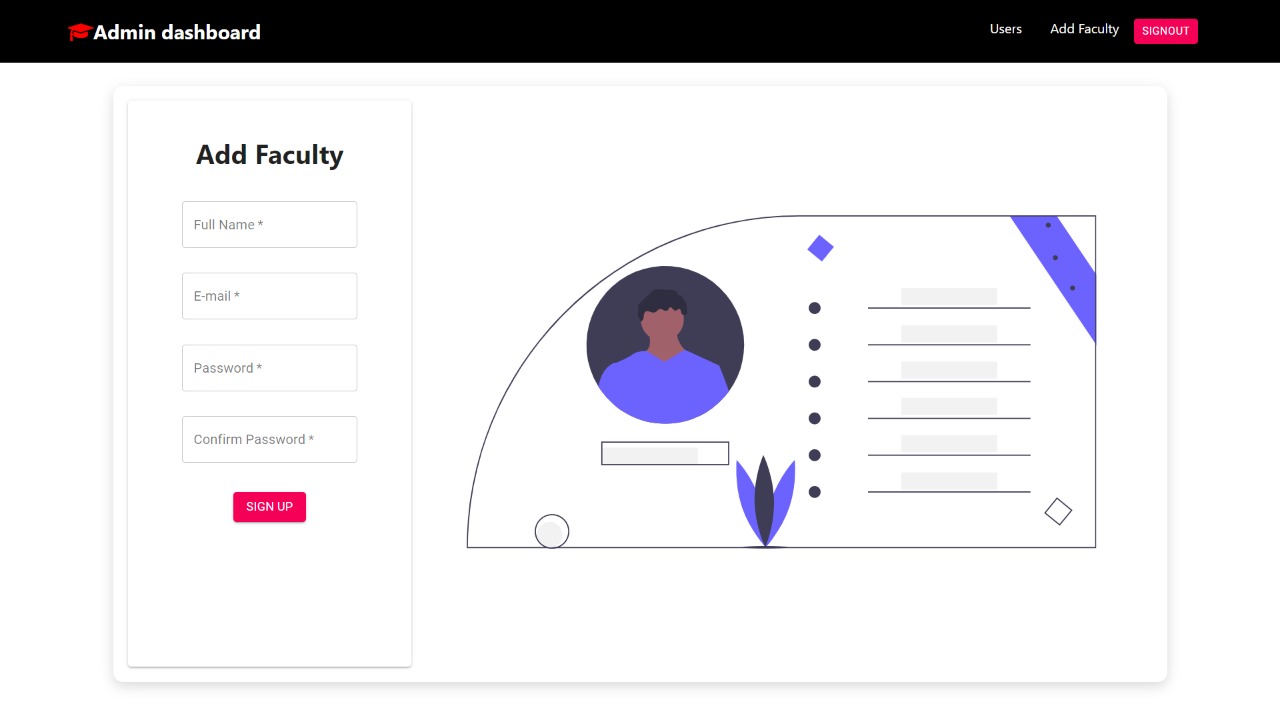 Admin dashboard
Users
Add Faculty
SIGNOUT
Add Faculty
Full Name *
E-mail *
Password *
Confirm Password *
SIGN UP